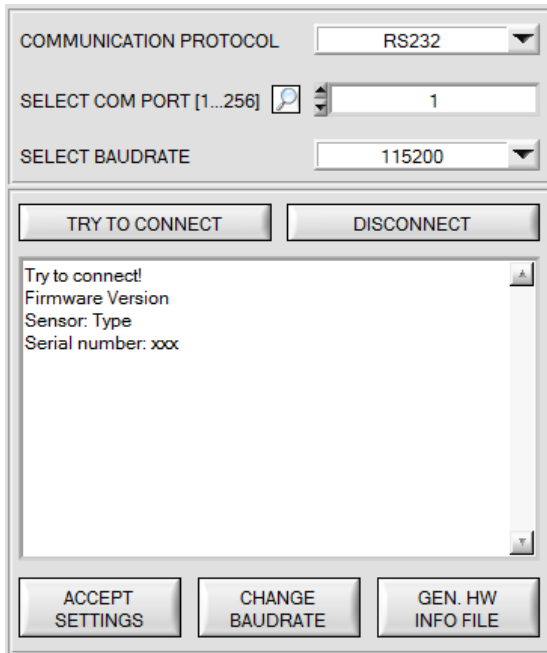 COMMUNICATION PROTOCOL RS232
SELECT COM PORT [1...256] 1
SELECT BAUDRATE 115200
TRY TO CONNECT DISCONNECT
Try to connect!
Firmware Version
Sensor: Type
Serial number: xxx
ACCEPT SETTINGS
CHANGE BAUDRATE
GEN. HW INFO FILE